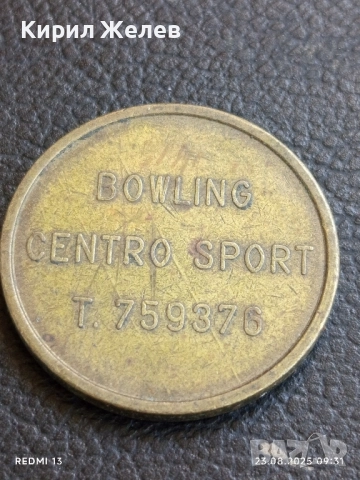 Кирил Желев
BOWLING
CENTRO SPORT
T. 759376
REDMI 13
23.08.2025 09:31